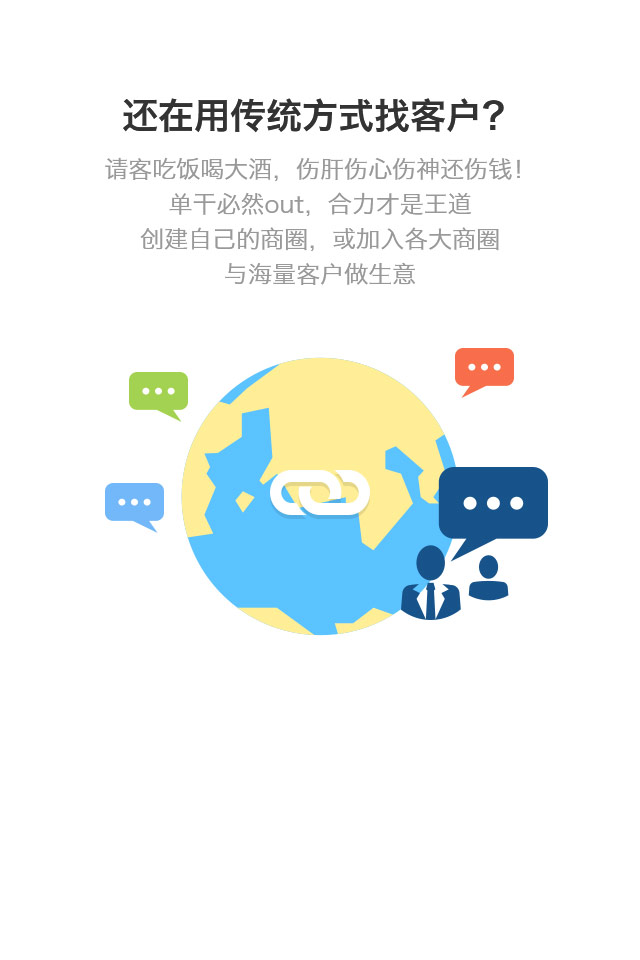 还在用传统方式找客户?
请客吃饭喝大酒，伤肝伤心伤神还伤钱！
单干必然out，合力才是王道
创建自己的商圈，或加入各大商圈
与海量客户做生意